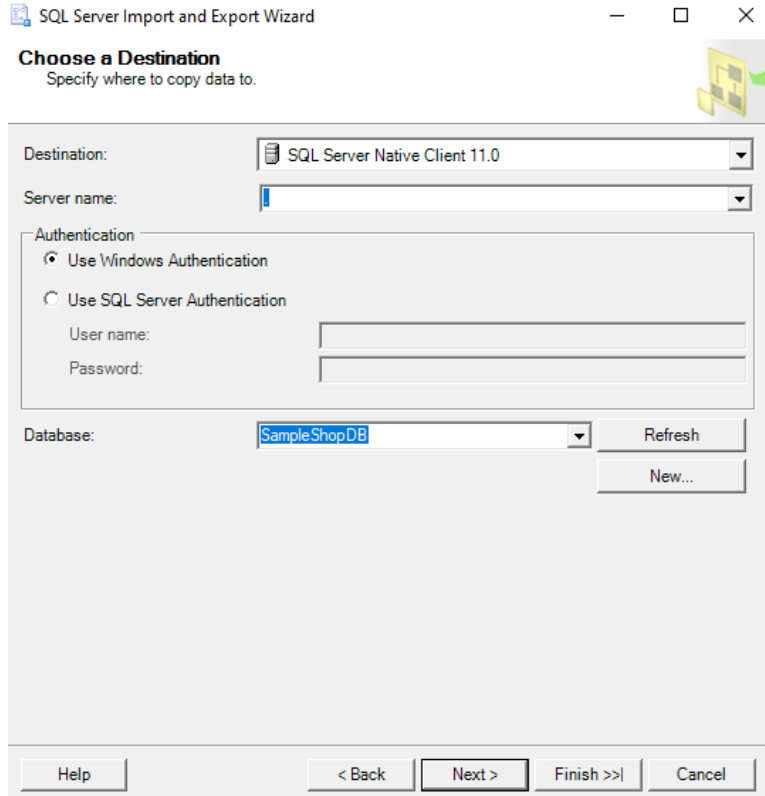 SQL Server Import and Export Wizard
Choose a Destination
Specify where to copy data to.
Destination: SQL Server Native Client 11.0
Server name: .
Authentication
Use Windows Authentication
Use SQL Server Authentication
User name:
Password:
Database: SampleShopDB Refresh
New...
Help < Back Next > Finish >>| Cancel